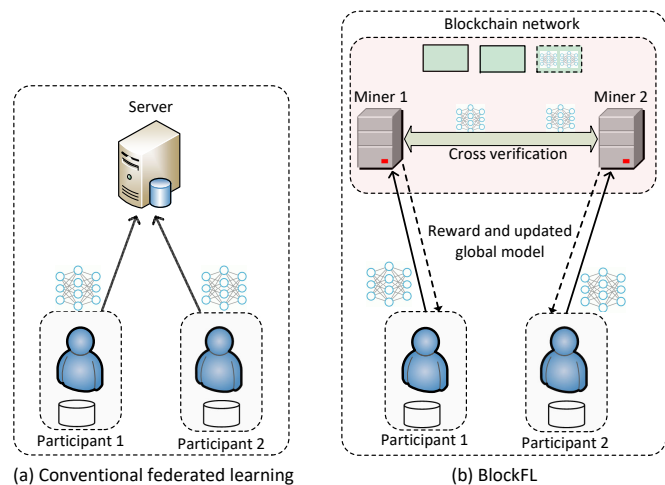 Server
Participant 1
Participant 2
(a) Conventional federated learning
Blockchain network
Miner 1
Miner 2
Cross verification
Reward and updated
global model
Participant 1
Participant 2
(b) BlockFL